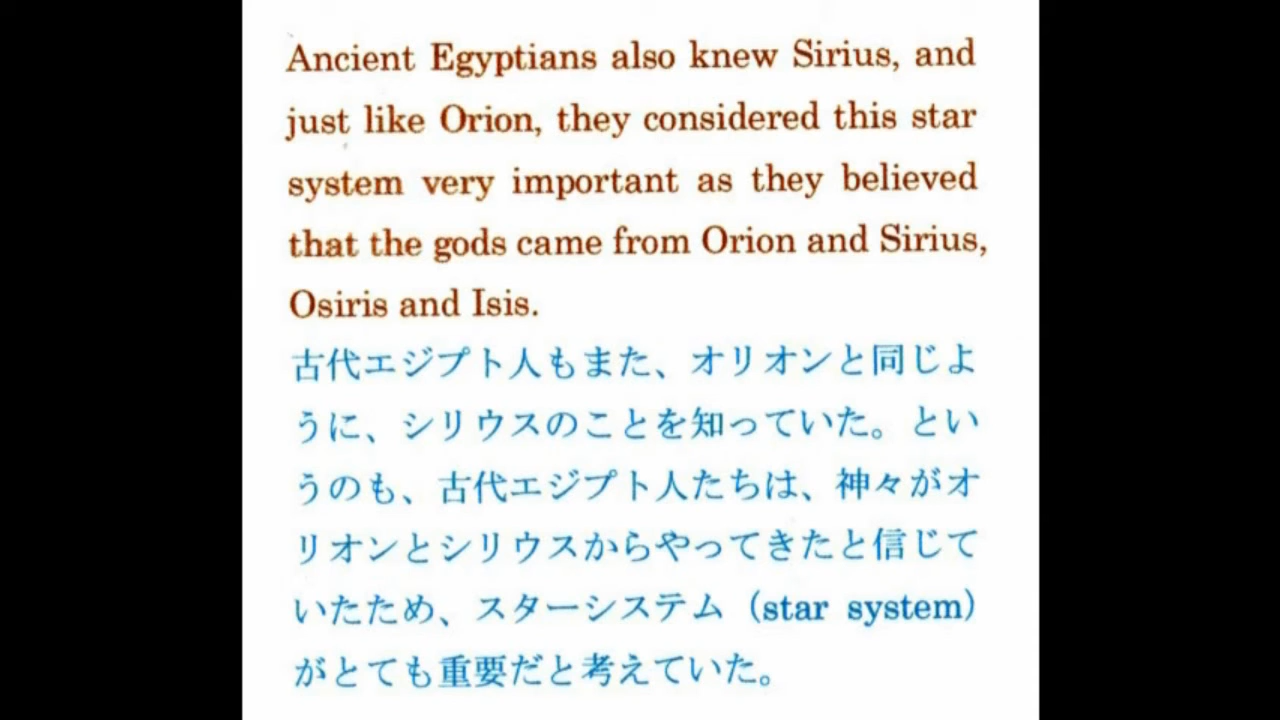 Ancient Egyptians also knew Sirius, and
just like Orion, they considered this star
system very important as they believed
that the gods came from Orion and Sirius,
Osiris and Isis.
古代エジプト人もまた、オリオンと同じよ
うに、シリウスのことを知っていた。とい
うのも、古代エジプト人たちは、神々がオ
リオンとシリウスからやってきたと信じて
いたため、スターシステム（star system）
がとても重要だと考えていた。